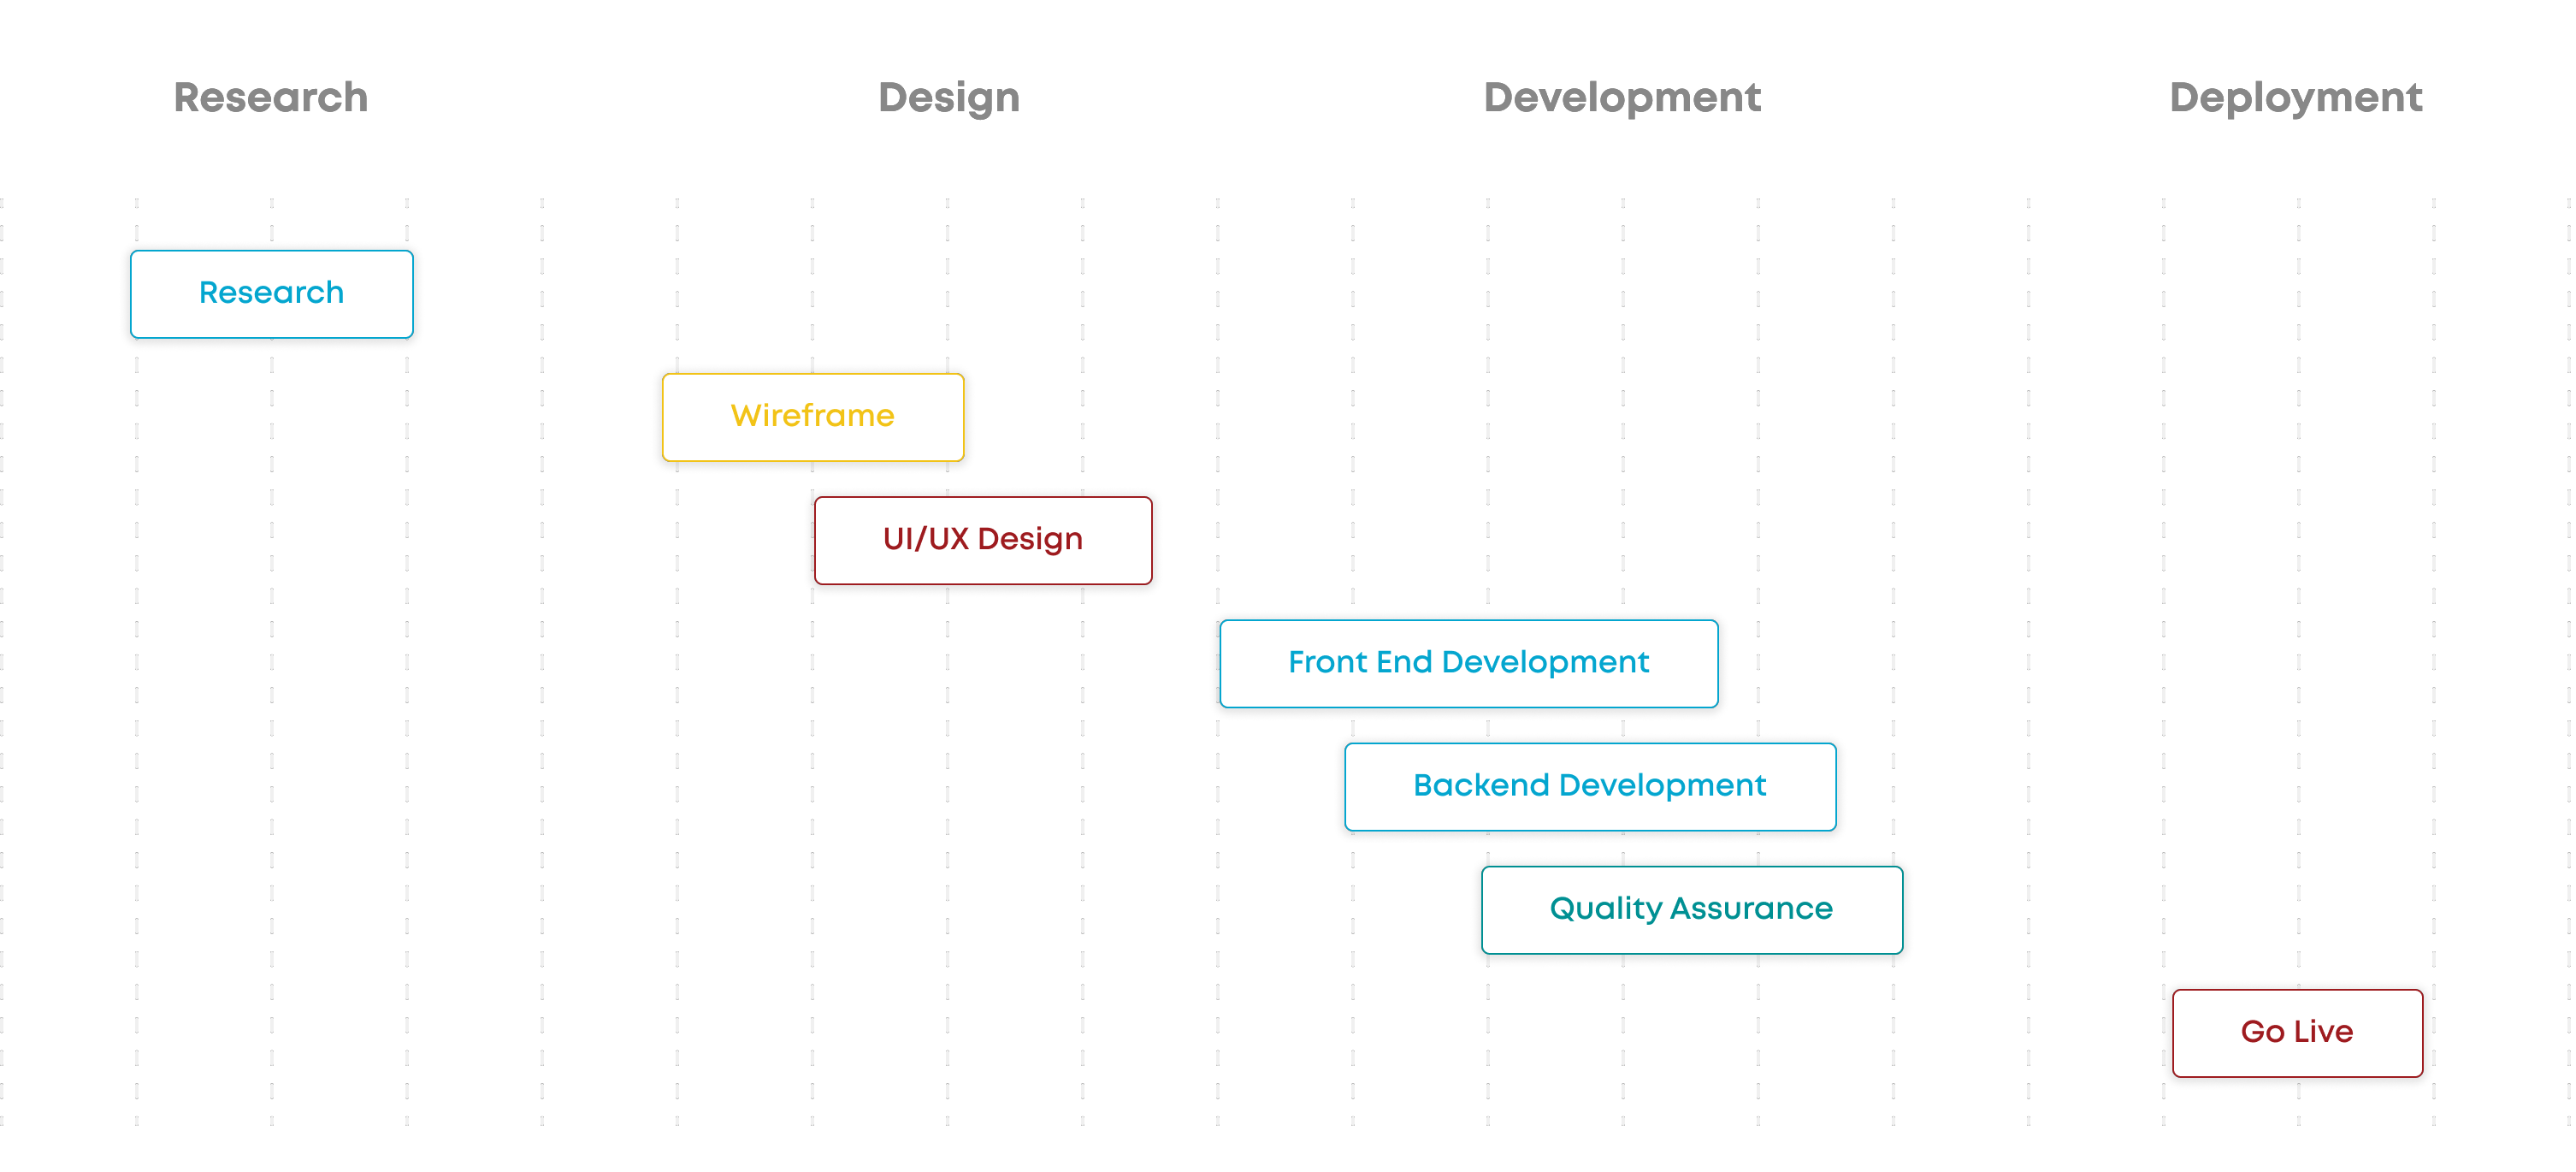 Research
Design
Development
Deployment
Research
Wireframe
UI/UX Design
Front End Development
Backend Development
Quality Assurance
Go Live